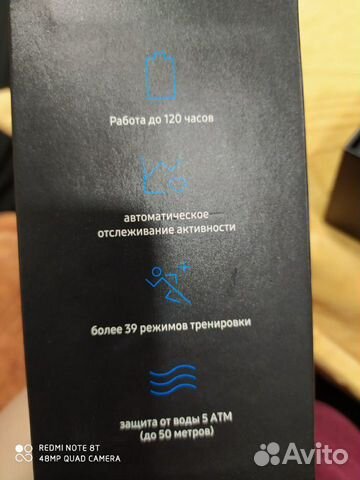 Работа до 120 часов
автоматическое
отслеживание активности
более 39 режимов тренировки
защита от воды 5 ATM
(до 50 метров)
REDMI NOTE 8T
48MP QUAD CAMERA
Avito